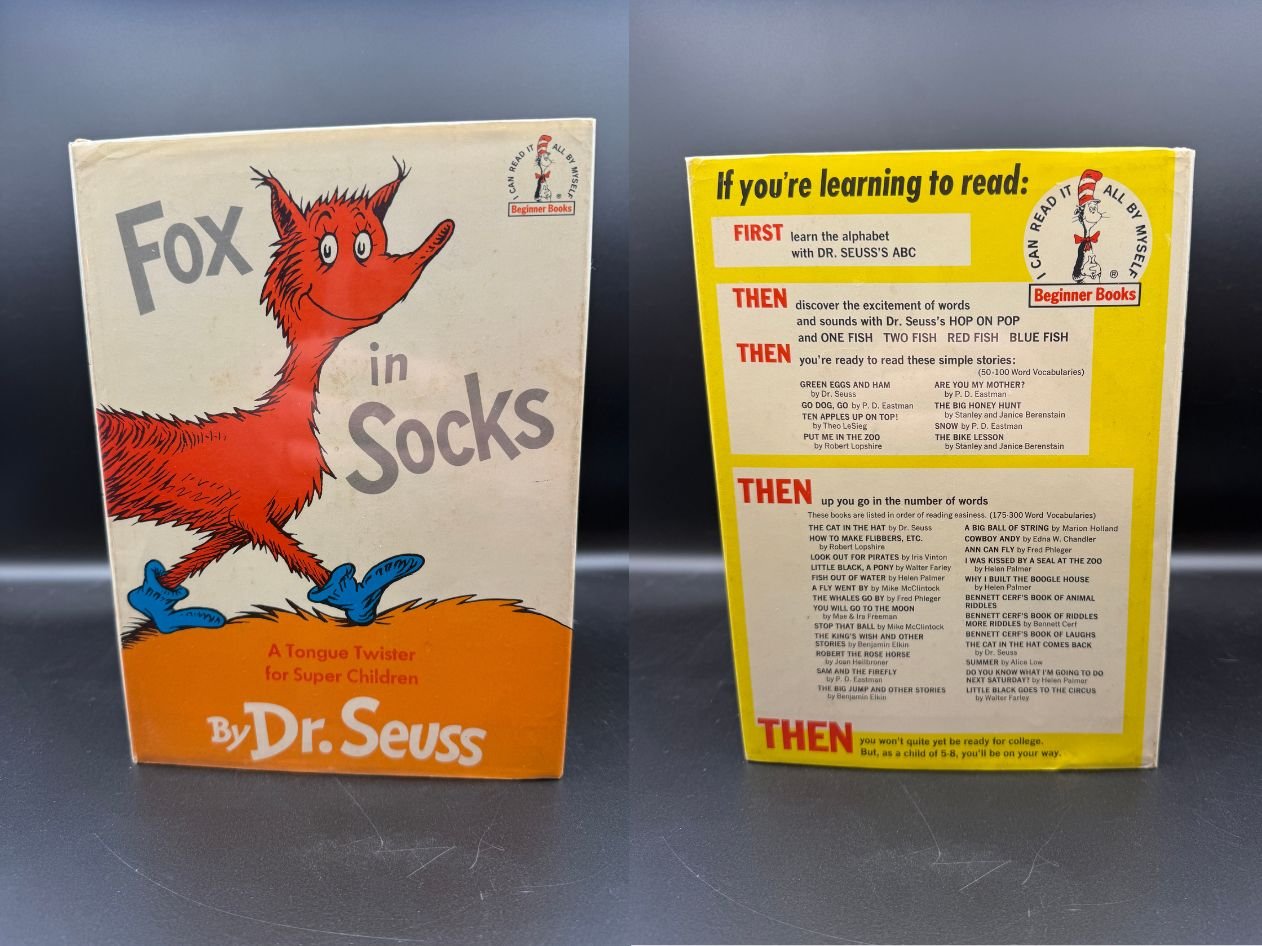 I CAN READ IT ALL BY MYSELF
®
Beginner Books
Fox
in
Socks
A Tongue Twister
for Super Children
By Dr. Seuss
If you're learning to read:
I CAN READ IT ALL BY MYSELF
®
Beginner Books
FIRST learn the alphabet
with DR. SEUSS'S ABC
THEN discover the excitement of words
and sounds with Dr. Seuss's HOP ON POP
and ONE FISH TWO FISH RED FISH BLUE FISH
THEN you're ready to read these simple stories:
(50-100 Word Vocabularies)
GREEN EGGS AND HAM
by Dr. Seuss
GO DOG, GO by P. D. Eastman
TEN APPLES UP ON TOP!
by Theo LeSieg
PUT ME IN THE ZOO
by Robert Lopshire
ARE YOU MY MOTHER?
by P. D. Eastman
THE BIG HONEY HUNT
by Stanley and Janice Berenstain
SNOW by P. D. Eastman
THE BIKE LESSON
by Stanley and Janice Berenstain
THEN up you go in the number of words
These books are listed in order of reading easiness. (175-300 Word Vocabularies)
THE CAT IN THE HAT by Dr. Seuss
HOW TO MAKE FLIBBERS, ETC.
by Robert Lopshire
LOOK OUT FOR PIRATES by Iris Vinton
LITTLE BLACK, A PONY by Walter Farley
FISH OUT OF WATER by Helen Palmer
A FLY WENT BY by Mike McClintock
THE WHALES GO BY by Fred Phleger
YOU WILL GO TO THE MOON
by Mae & Ira Freeman
STOP THAT BALL by Mike McClintock
THE KING'S WISH AND OTHER
STORIES by Benjamin Elkin
ROBERT THE ROSE HORSE
by Joan Heilbroner
SAM AND THE FIREFLY
by P. D. Eastman
THE BIG JUMP AND OTHER STORIES
by Benjamin Elkin
A BIG BALL OF STRING by Marion Holland
COWBOY ANDY by Edna W. Chandler
ANN CAN FLY by Fred Phleger
I WAS KISSED BY A SEAL AT THE ZOO
by Helen Palmer
WHY I BUILT THE BOOGLE HOUSE
by Helen Palmer
BENNETT CERF'S BOOK OF ANIMAL
RIDDLES
BENNETT CERF'S BOOK OF RIDDLES
MORE RIDDLES by Bennett Cerf
BENNETT CERF'S BOOK OF LAUGHS
THE CAT IN THE HAT COMES BACK
by Dr. Seuss
SUMMER by Alice Low
DO YOU KNOW WHAT I'M GOING TO DO
NEXT SATURDAY? by Helen Palmer
LITTLE BLACK GOES TO THE CIRCUS
by Walter Farley
THEN you won't quite yet be ready for college.
But, as a child of 5-8, you'll be on your way.